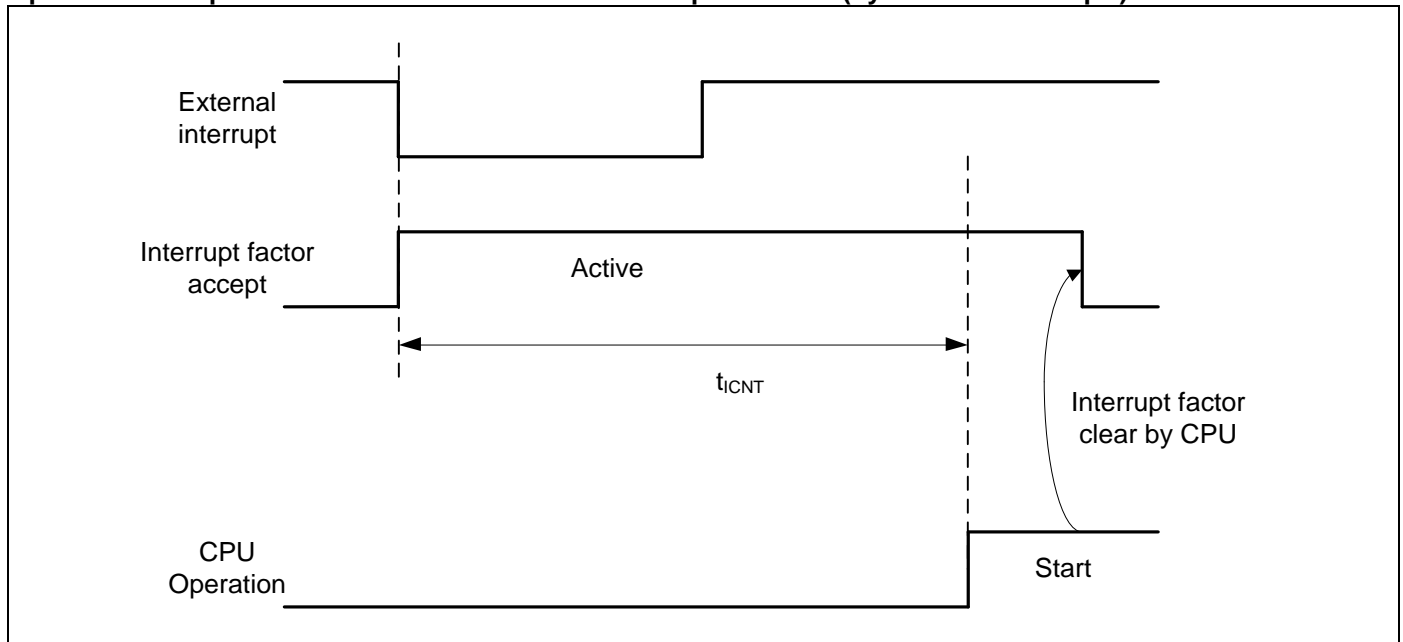 External
interrupt
Interrupt factor
accept
Active
tICNT
Interrupt factor
clear by CPU
CPU
Operation
Start